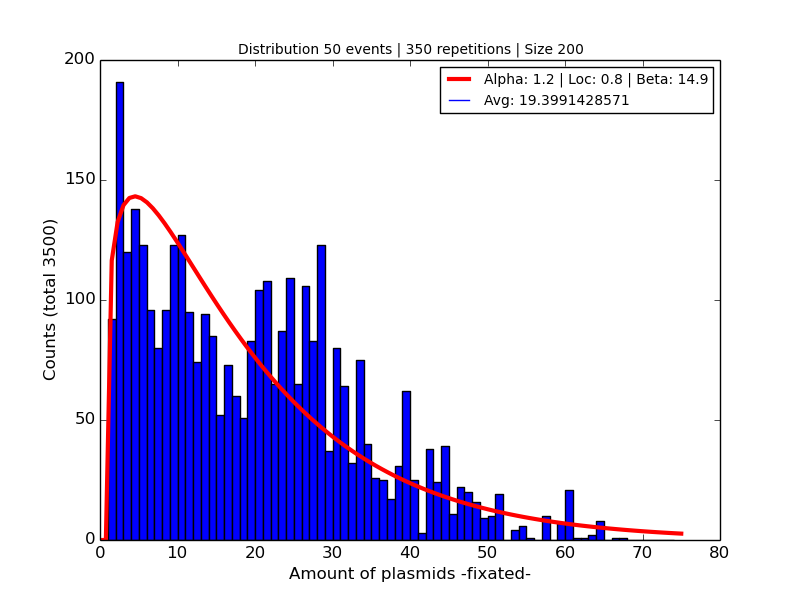 Distribution 50 events | 350 repetitions | Size 200
Alpha: 1.2 | Loc: 0.8 | Beta: 14.9
Avg: 19.3991428571
200
150
100
50
0
Counts (total 3500)
0 10 20 30 40 50 60 70 80
Amount of plasmids -fixated-